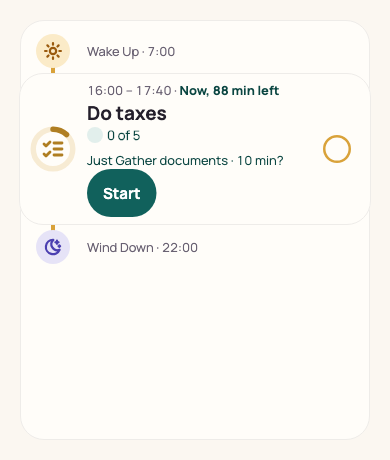 Wake Up · 7:00
16:00 – 17:40 · Now, 88 min left
Do taxes
0 of 5
Just Gather documents · 10 min?
Start
Wind Down · 22:00